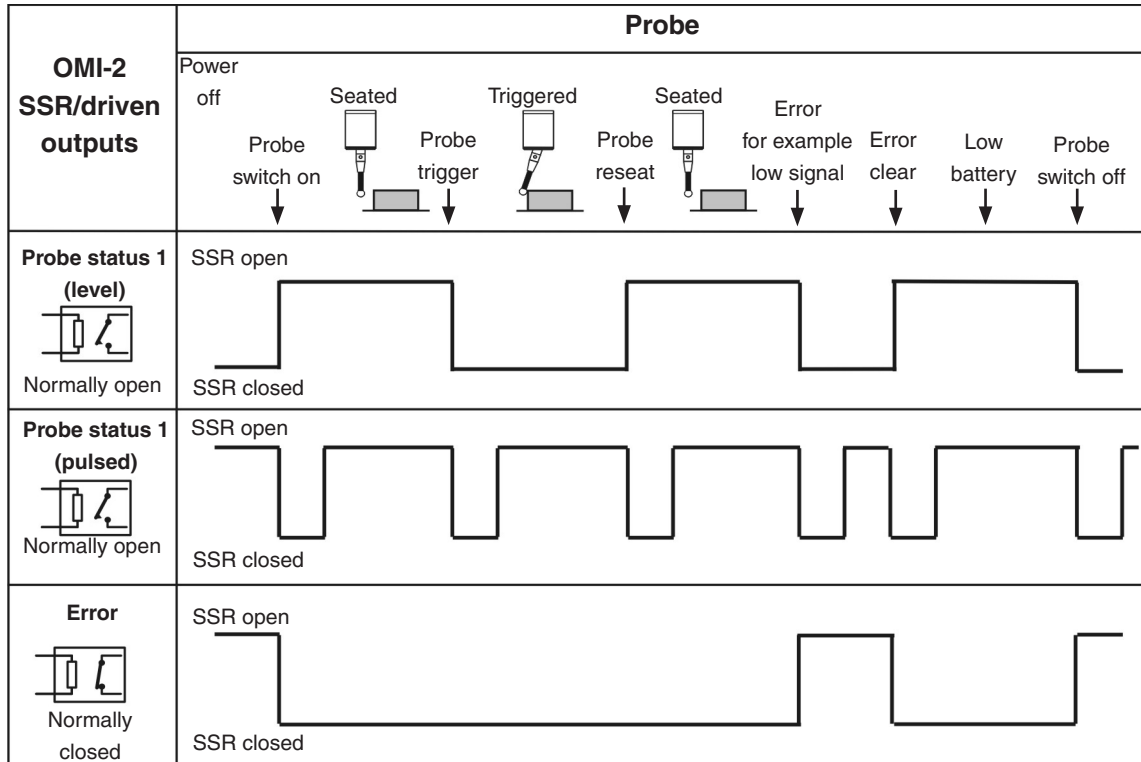 OMI-2
SSR/driven
outputs
Probe
Power
off
Probe
switch on
Seated
Probe
trigger
Triggered
Probe
reseat
Seated
Error
for example
low signal
Error
clear
Low
battery
Probe
switch off
Probe status 1
(level)
Normally open
SSR open
SSR closed
Probe status 1
(pulsed)
Normally open
SSR open
SSR closed
Error
Normally
closed
SSR open
SSR closed